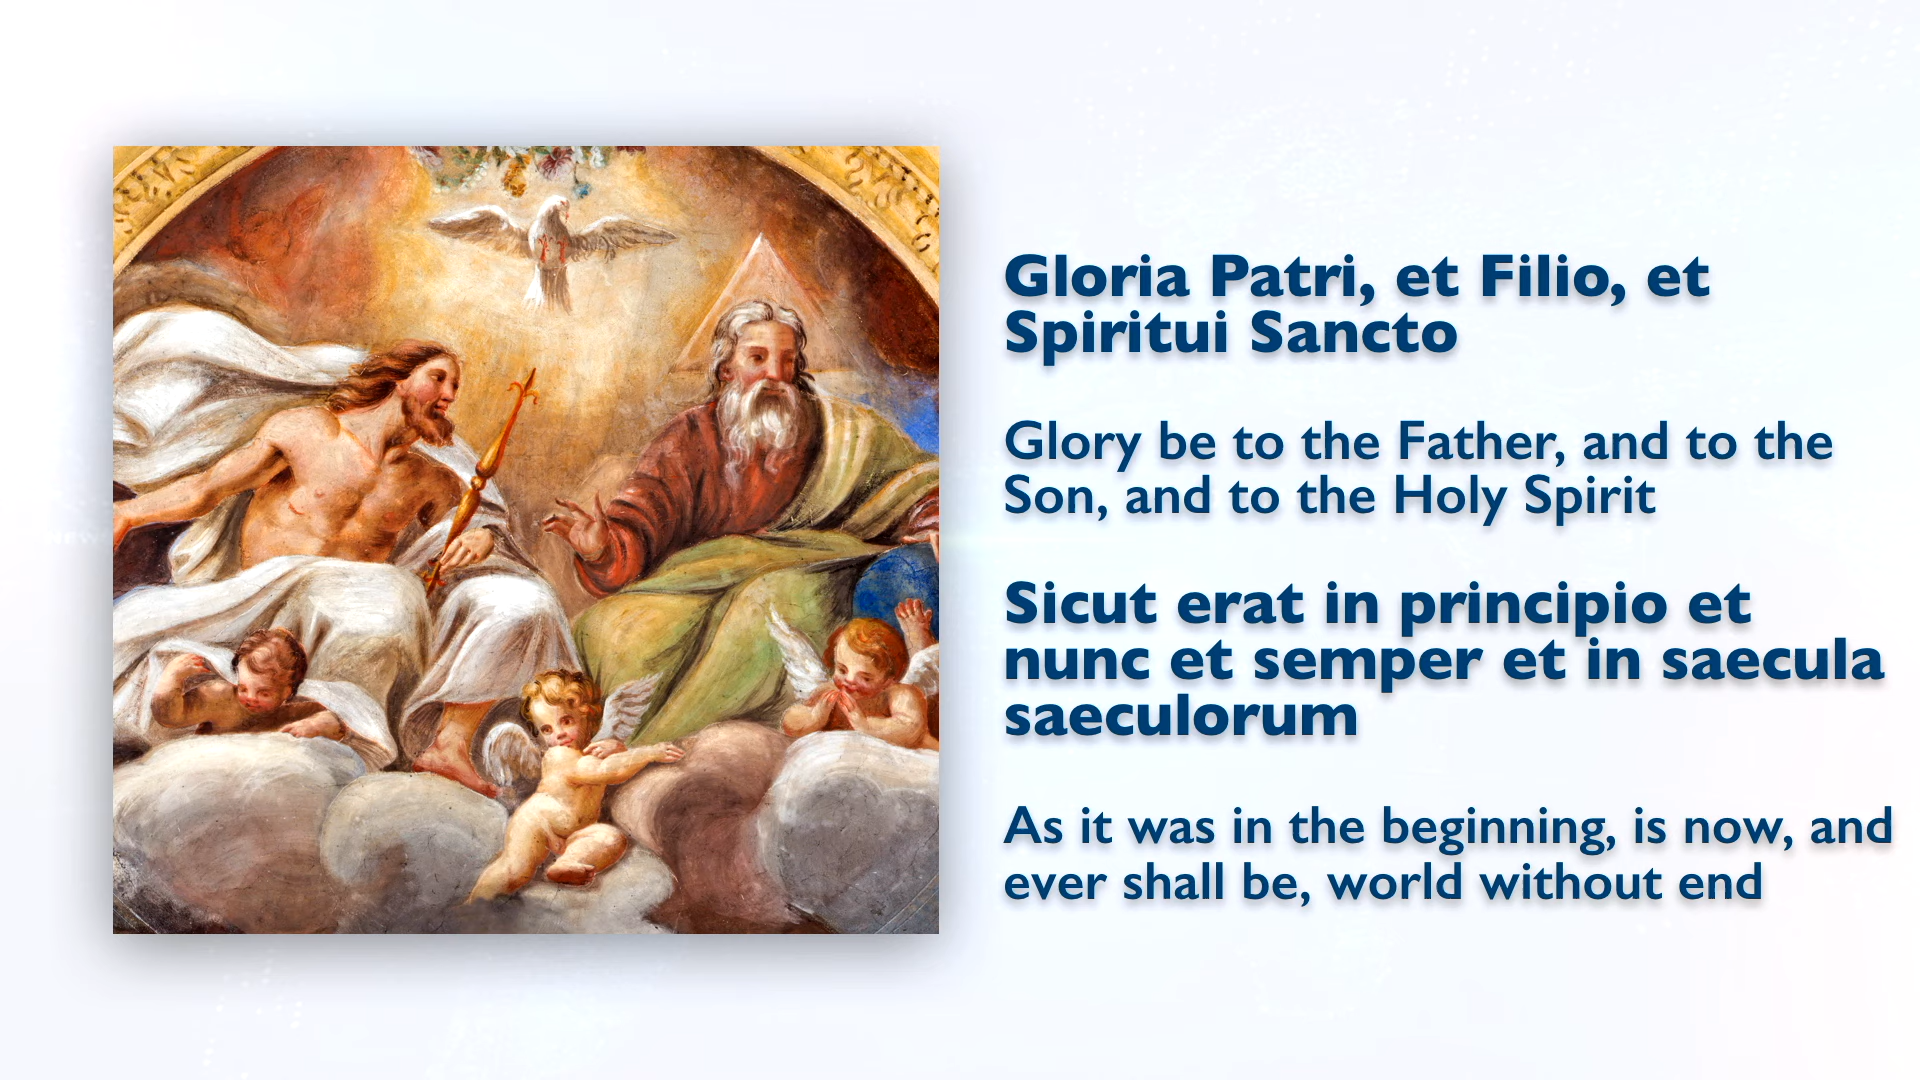 Gloria Patri, et Filio, et
Spiritui Sancto
Glory be to the Father, and to the
Son, and to the Holy Spirit
Sicut erat in principio et
nunc et semper et in saecula
saeculorum
As it was in the beginning, is now, and
ever shall be, world without end